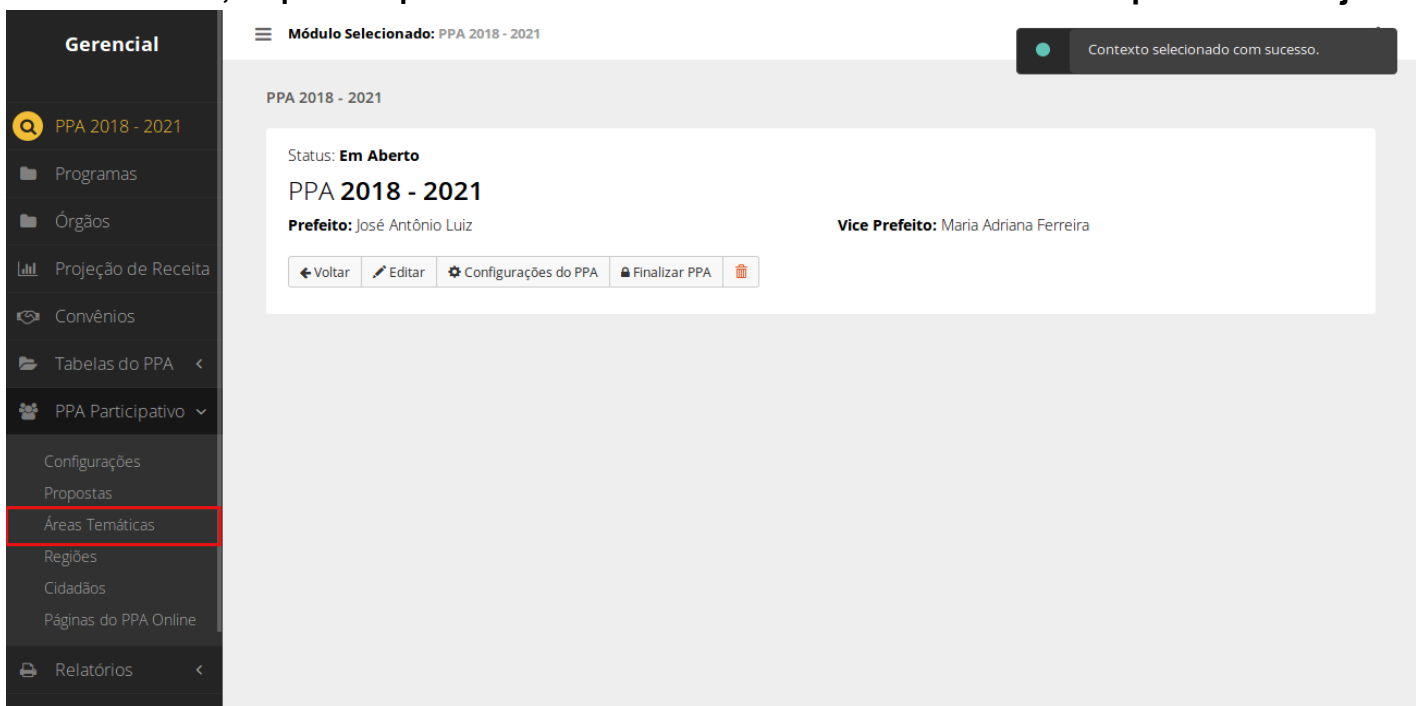 Gerencial
Módulo Selecionado: PPA 2018 - 2021
Contexto selecionado com sucesso.
PPA 2018 - 2021
PPA 2018 - 2021
Programas
Órgãos
Projeção de Receita
Convênios
Tabelas do PPA
PPA Participativo
Configurações
Propostas
Áreas Temáticas
Regiões
Cidadãos
Páginas do PPA Online
Relatórios
Status: Em Aberto
PPA 2018 - 2021
Prefeito: José Antônio Luiz
Vice Prefeito: Maria Adriana Ferreira
Voltar Editar Configurações do PPA Finalizar PPA